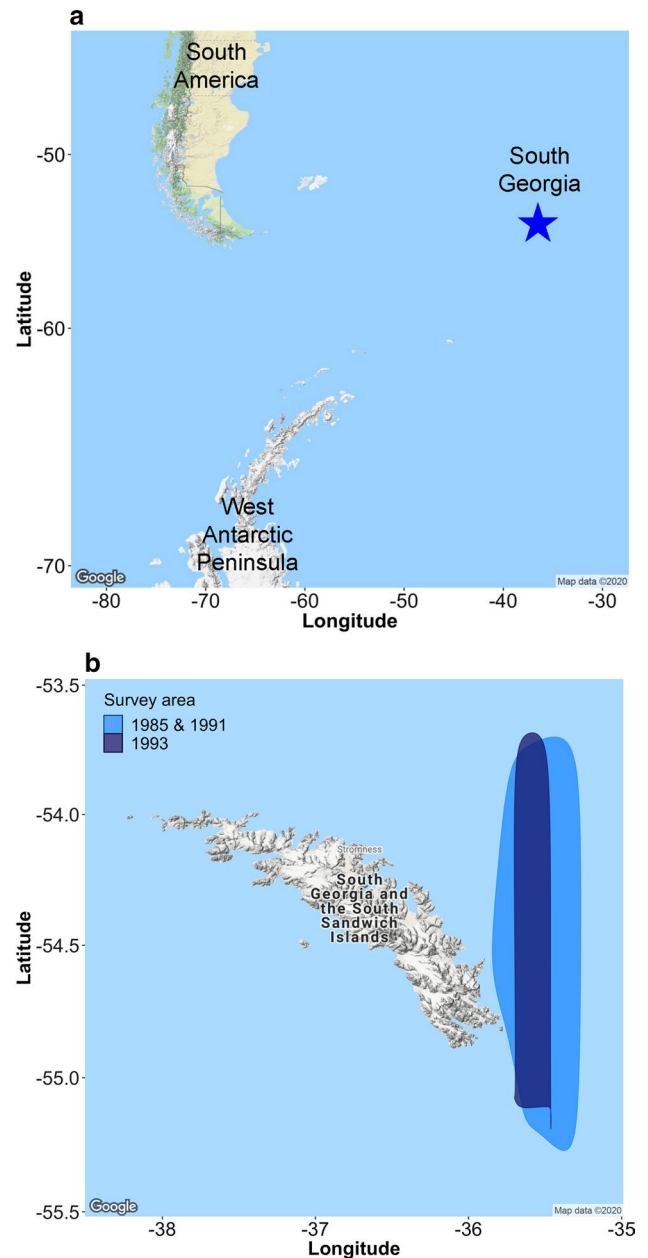 a
South
America
South
Georgia
-50
-60
-70
Latitude
West
Antarctic
Peninsula
Google
Map data ©2020
-80
-70
-60
-50
-40
-30
Longitude
b
Survey area
1985 & 1991
1993
-53.5
-54.0
-54.5
-55.0
-55.5
Latitude
Stromness
South
Georgia and
the South
Sandwich
Islands
Google
Map data ©2020
-38
-37
-36
-35
Longitude